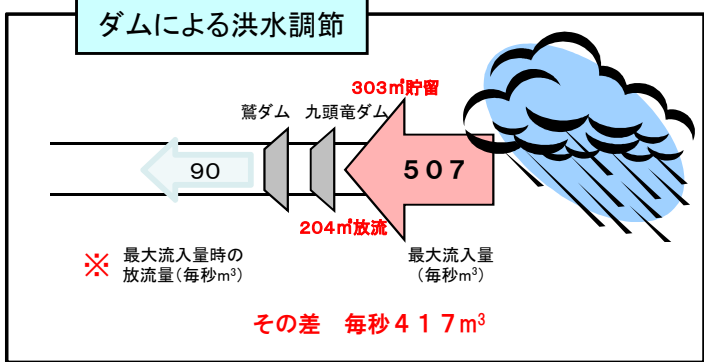 ダムによる洪水調節
303㎥貯留
鷲ダム 九頭竜ダム
90
507
204㎥放流
※ 最大流入量時の
放流量(毎秒m³)
最大流入量
(毎秒m³)
その差 毎秒417m³